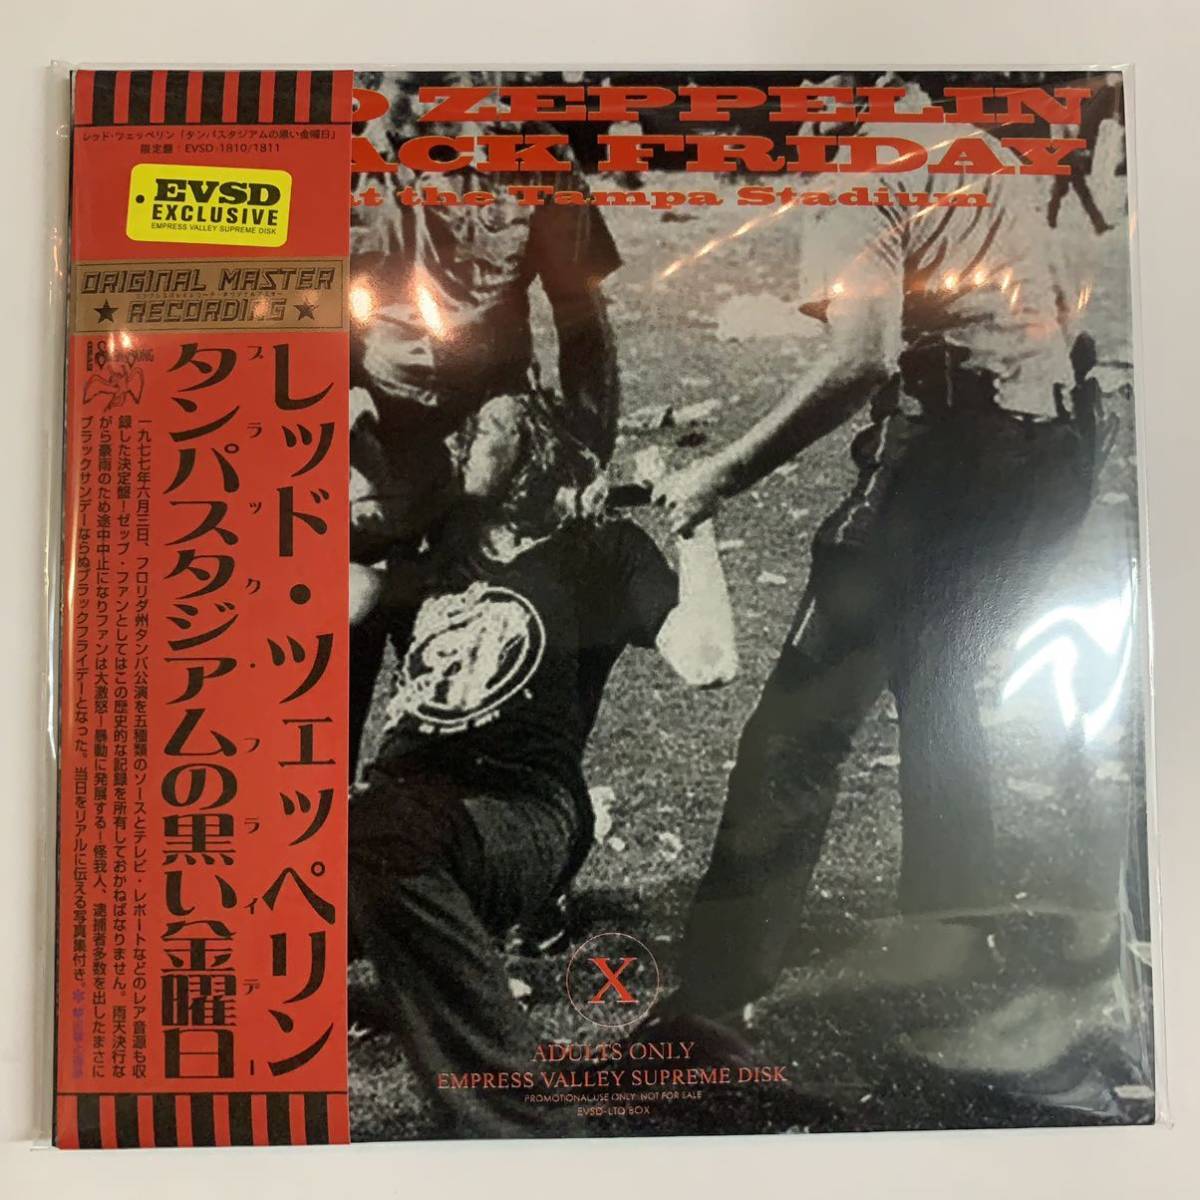 ZEPPELIN
ACK FRIDAY
at the Tampa Stadium
レッド・ツェッペリン「タンパスタジアムの黒い金曜日」
限定盤：EVSD-1810/1811
EVSD
EXCLUSIVE
EMPRESS VALLEY SUPREME DISK
ORIGINAL MASTER
★ RECORDING ★
レッド・ツェッペリン
ブラック・フライデー
タンパスタジアムの黒い金曜日
一九七七年六月三日、フロリダ州タンパ公演を五種類のソースとテレビ・レポートなどのレア音源も収
録した決定盤！ゼップ・ファンとしてはこの歴史的な記録を所有しておかねばなりません。雨天決行な
がら豪雨のため途中中止になりファンは大激怒！暴動に発展する！怪我人、逮捕者多数を出したまさに
ブラックサンデーならぬブラックフライデーとなった。当日をリアルに伝える写真集付き。
X
ADULTS ONLY
EMPRESS VALLEY SUPREME DISK
PROMOTIONAL USE ONLY NOT FOR SALE
EVSD-LTD BOX